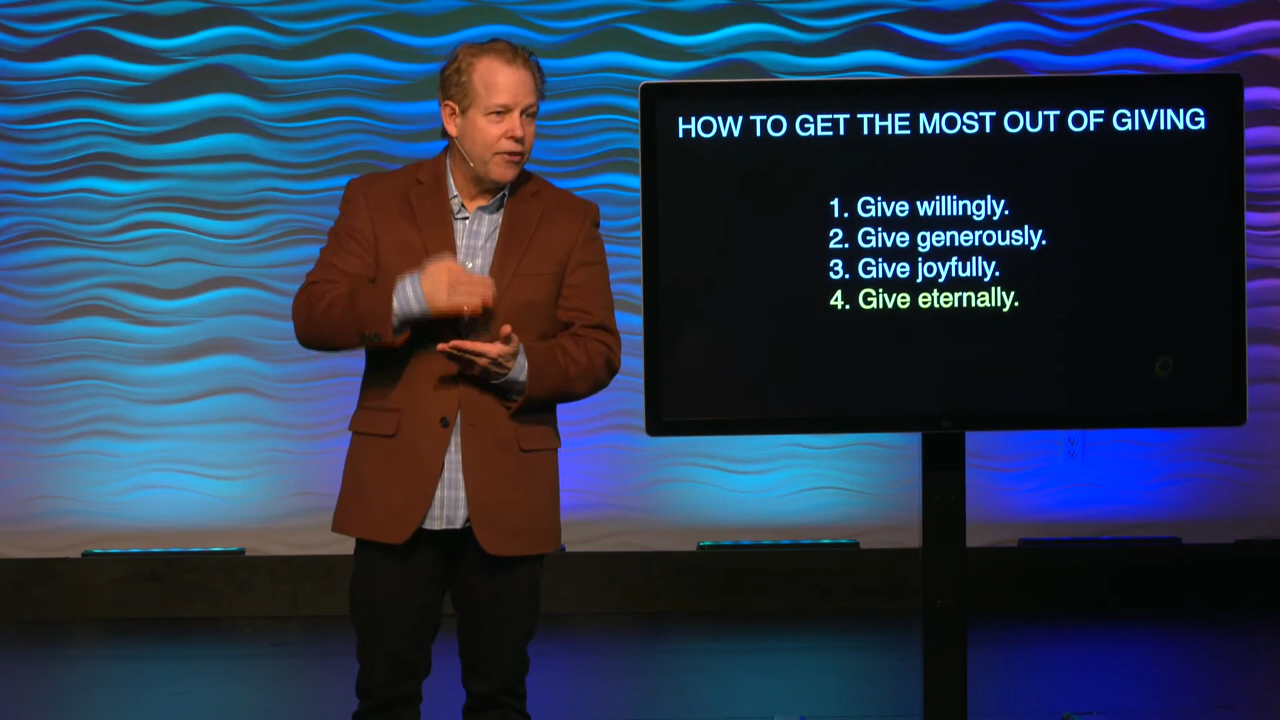 HOW TO GET THE MOST OUT OF GIVING
1. Give willingly.
2. Give generously.
3. Give joyfully.
4. Give eternally.